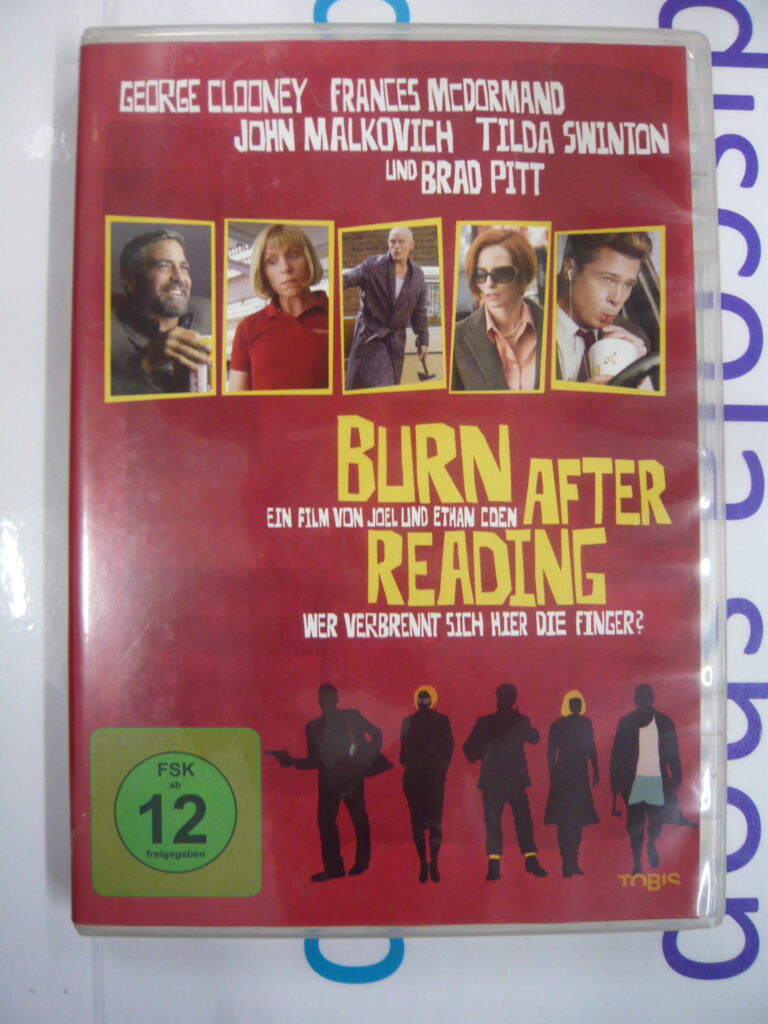 GEORGE CLOONEY FRANCES McDORMAND
JOHN MALKOVICH TILDA SWINTON
UND BRAD PITT
BURN AFTER
EIN FILM VON JOEL UND ETHAN COEN
READING
WER VERBRENNT SICH HIER DIE FINGER?
FSK
ab
12
freigegeben
TOBIS